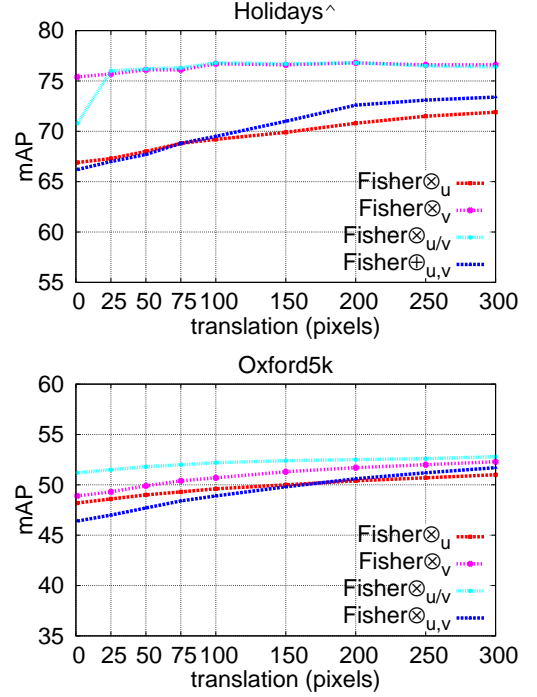 Holidays^
80
75
70
65
60
55
mAP
Fisher⊗u
Fisher⊗v
Fisher⊗u/v
Fisher⊕u,v
0 25 50 75 100 150 200 250 300
translation (pixels)
Oxford5k
60
55
50
45
40
35
mAP
Fisher⊗u
Fisher⊗v
Fisher⊗u/v
Fisher⊗u,v
0 25 50 75 100 150 200 250 300
translation (pixels)